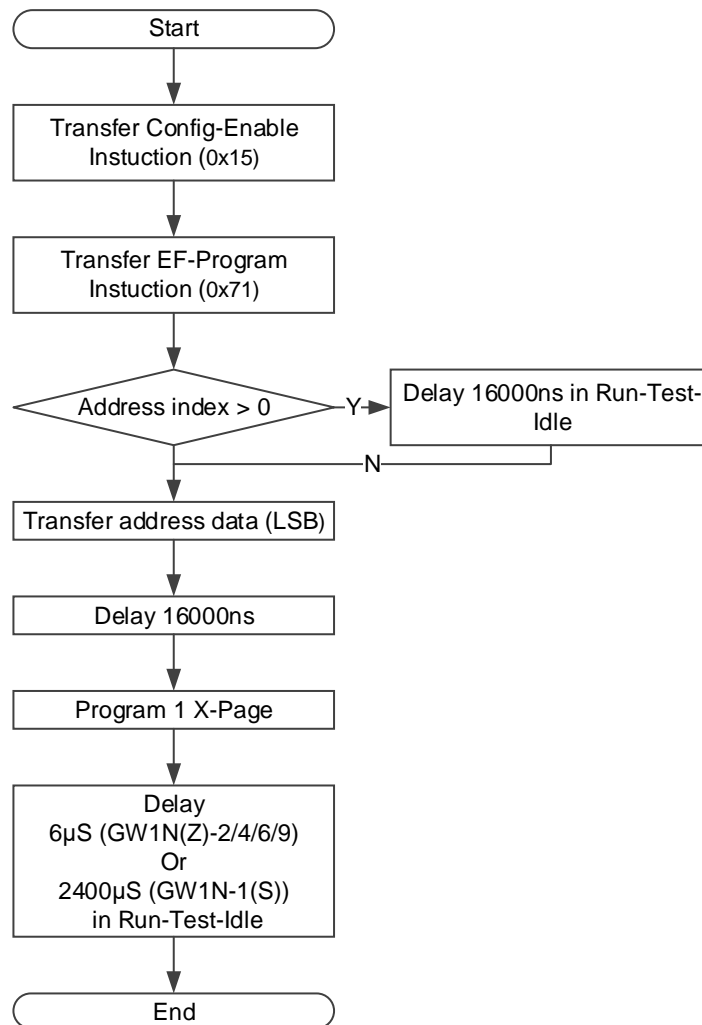 Start
Transfer Config-Enable
Instuction (0x15)
Transfer EF-Program
Instuction (0x71)
Address index > 0
Y
Delay 16000ns in Run-Test-
Idle
N
Transfer address data (LSB)
Delay 16000ns
Program 1 X-Page
Delay
6μS (GW1N(Z)-2/4/6/9)
Or
2400μS (GW1N-1(S))
in Run-Test-Idle
End